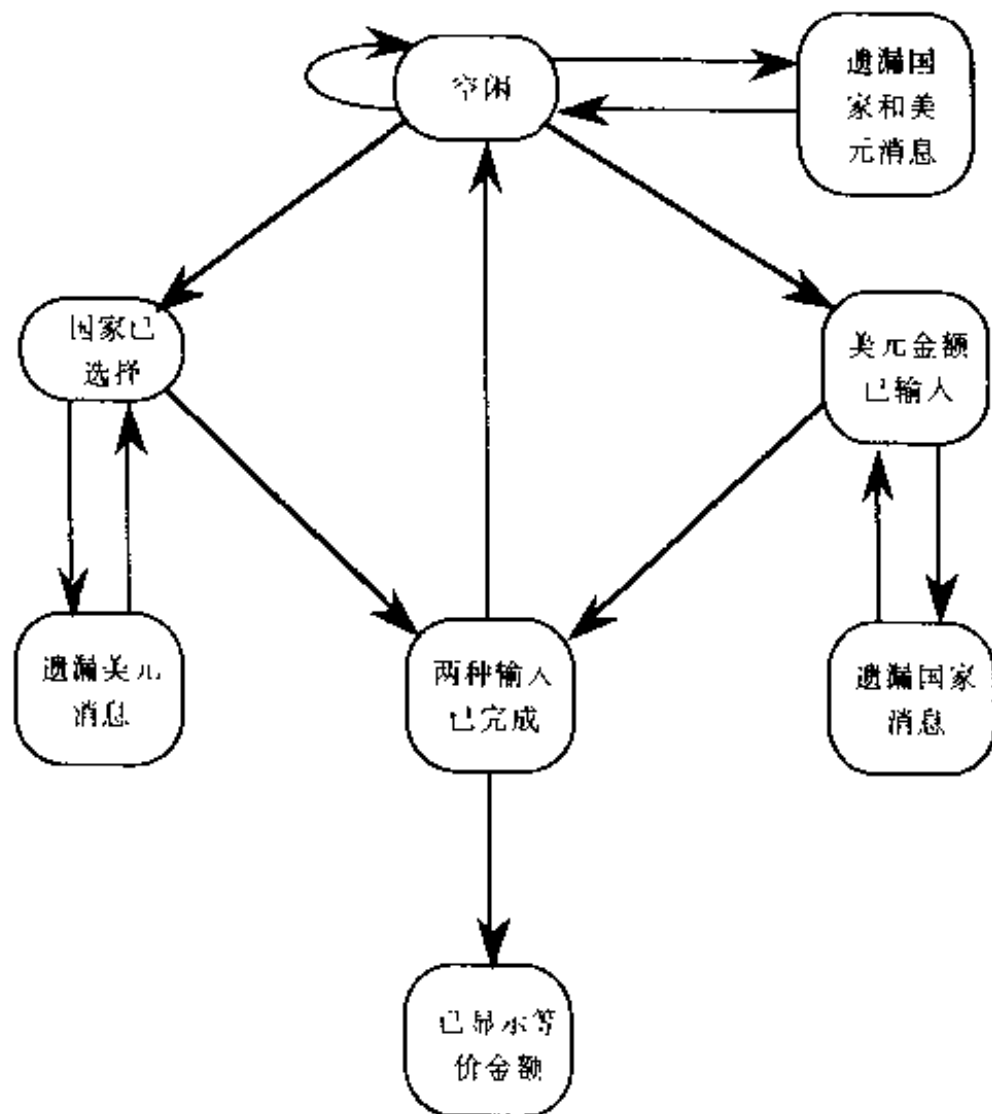 空闲
遗漏国
家和美
元消息
国家已
选择
美元金额
已输入
遗漏美元
消息
两种输入
已完成
遗漏国家
消息
已显示等
价金额